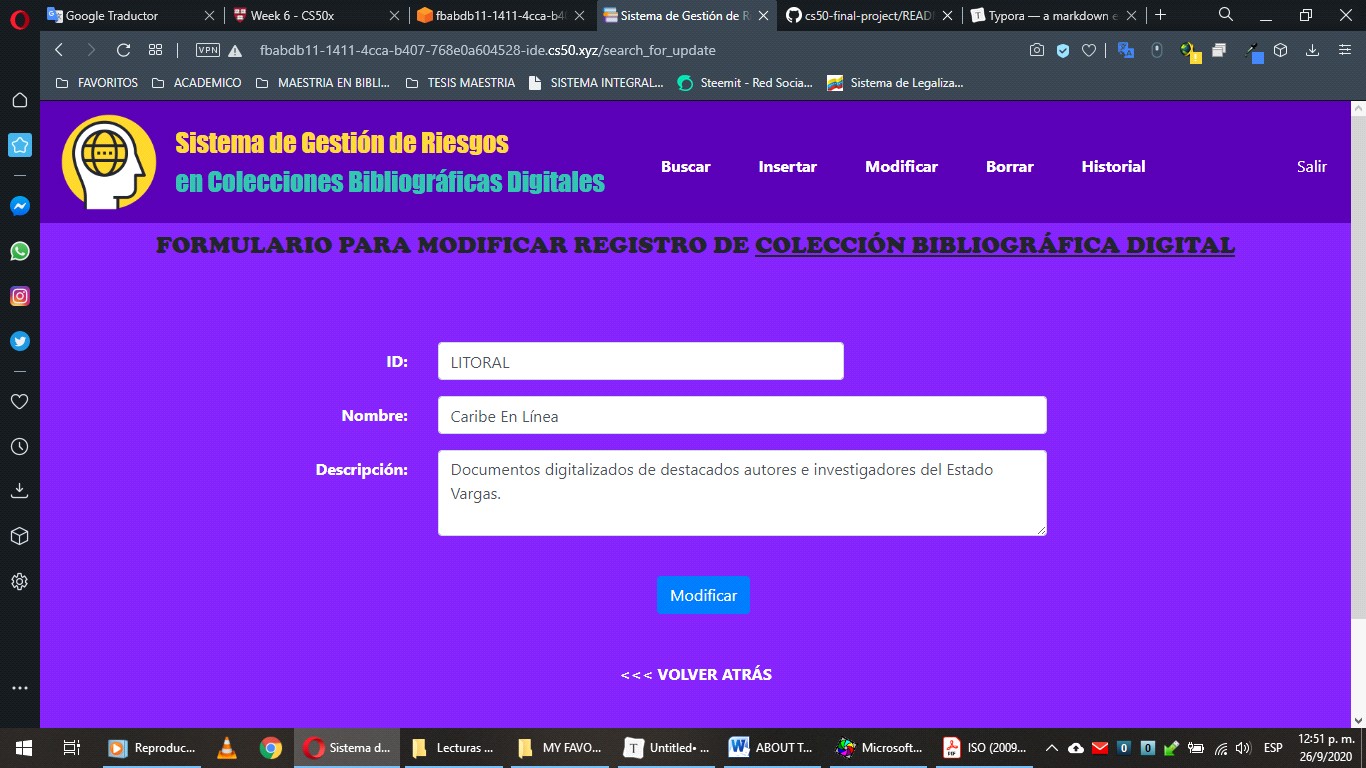 Google Traductor
Week 6 - CS50x
fbabdb11-1411-4cca-b4
Sistema de Gestión de R
cs50-final-project/READ
Typora — a markdown e
VPN
fbabdb11-1411-4cca-b407-768e0a604528-ide.cs50.xyz/search_for_update
FAVORITOS
ACADEMICO
MAESTRIA EN BIBLI...
TESIS MAESTRIA
SISTEMA INTEGRAL...
Steemit - Red Socia...
Sistema de Legaliza...
Sistema de Gestión de Riesgos
en Colecciones Bibliográficas Digitales
Buscar
Insertar
Modificar
Borrar
Historial
Salir
FORMULARIO PARA MODIFICAR REGISTRO DE COLECCIÓN BIBLIOGRÁFICA DIGITAL
ID:
LITORAL
Nombre:
Caribe En Línea
Descripción:
Documentos digitalizados de destacados autores e investigadores del Estado
Vargas.
Modificar
<<< VOLVER ATRÁS
Reproduc...
Sistema d...
Lecturas ...
MY FAVO...
Untitled• ...
ABOUT T...
Microsoft...
ISO (2009...
0
0
ESP
12:51 p. m.
26/9/2020